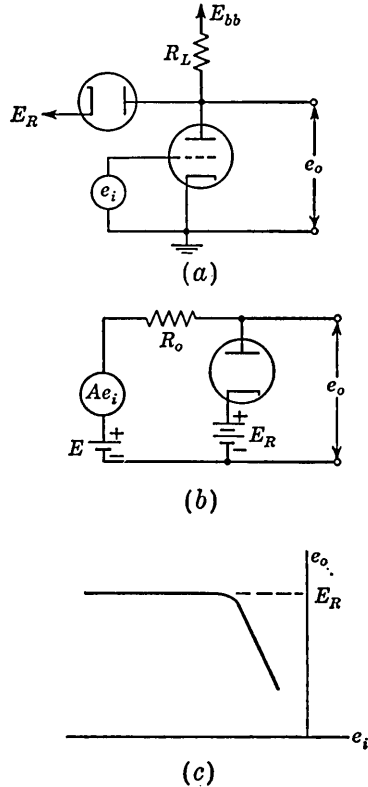 E_bb
R_L
E_R
e_i
e_o
(a)
R_o
Ae_i
e_o
E + −
+ − E_R
(b)
e_o
E_R
e_i
(c)